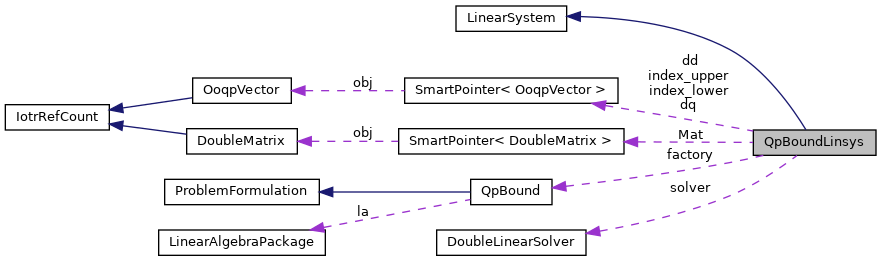 LinearSystem
dd
OoqpVector
obj
SmartPointer< OoqpVector >
index_upper
index_lower
dq
IotrRefCount
DoubleMatrix
obj
SmartPointer< DoubleMatrix >
Mat
QpBoundLinsys
factory
ProblemFormulation
QpBound
solver
la
LinearAlgebraPackage
DoubleLinearSolver